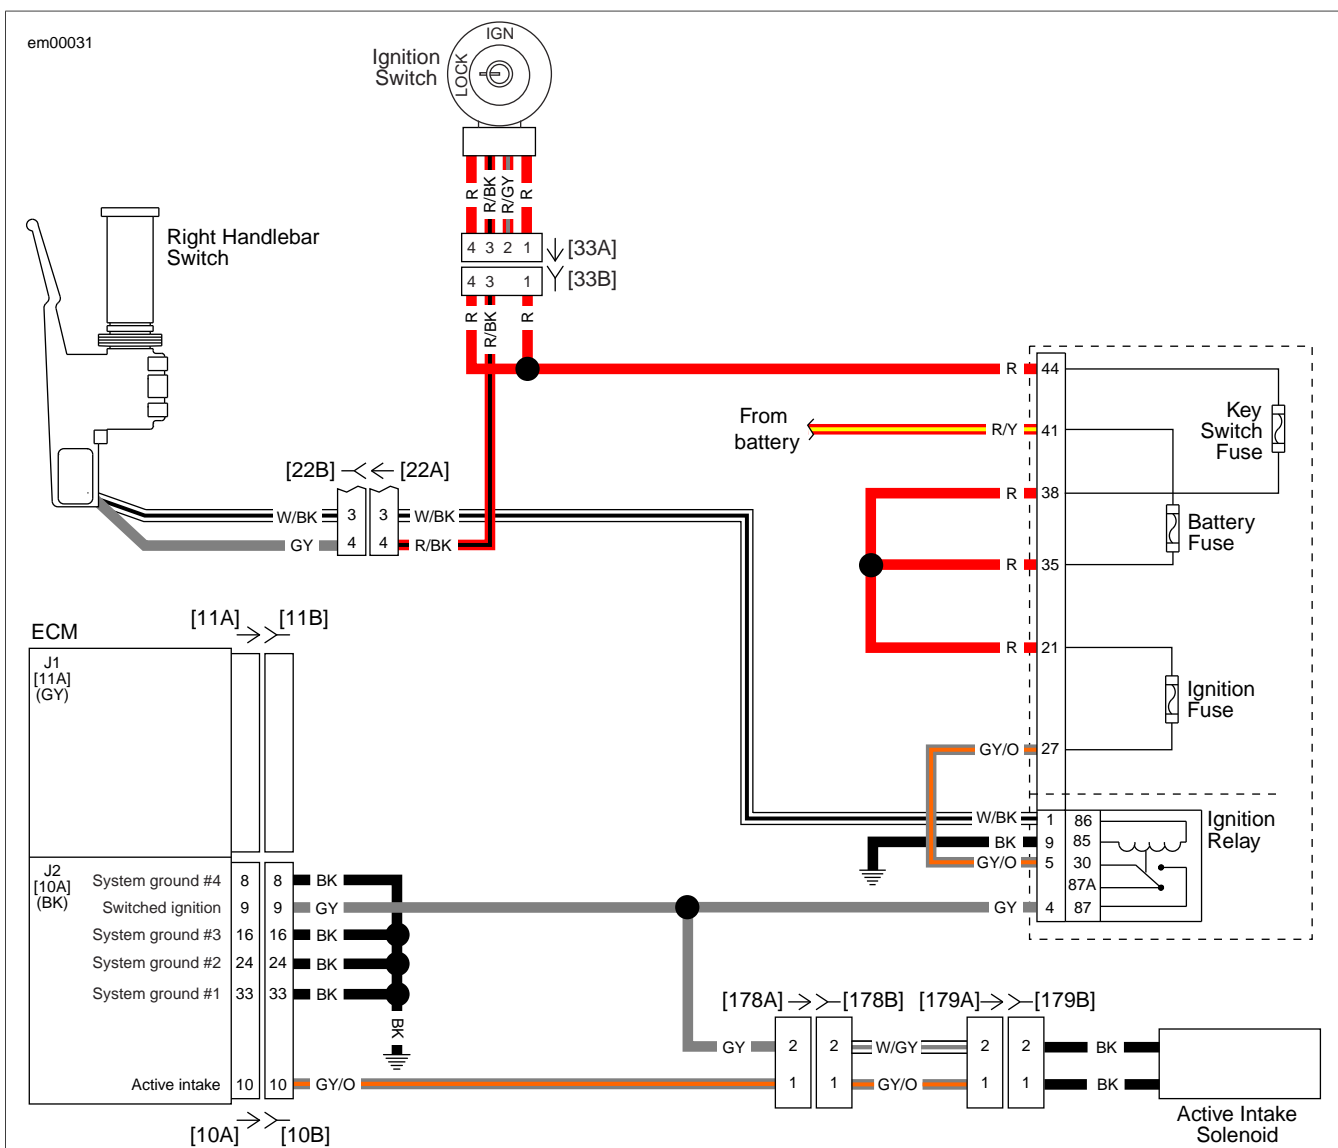 em00031
IGN
LOCK
Ignition
Switch
R R/BK R/GY R
4 3 2 1 [33A]
4 3 1 [33B]
R R/BK R
Right Handlebar
Switch
R 44
From
battery
R/Y 41
Key
Switch
Fuse
R 38
Battery
Fuse
R 35
R 21
Ignition
Fuse
GY/O 27
[22B] [22A]
W/BK 3 3 W/BK
GY 4 4 R/BK
W/BK 1 86
BK 9 85
GY/O 5 30
87A
GY 4 87
Ignition
Relay
[11A] [11B]
ECM
J1
[11A]
(GY)
J2
[10A]
(BK)
System ground #4 8 8 BK
Switched ignition 9 9 GY
System ground #3 16 16 BK
System ground #2 24 24 BK
System ground #1 33 33 BK
BK
Active intake 10 10 GY/O
[10A] [10B]
[178A] [178B] [179A] [179B]
GY 2 2 W/GY 2 2 BK
1 1 GY/O 1 1 BK
Active Intake
Solenoid